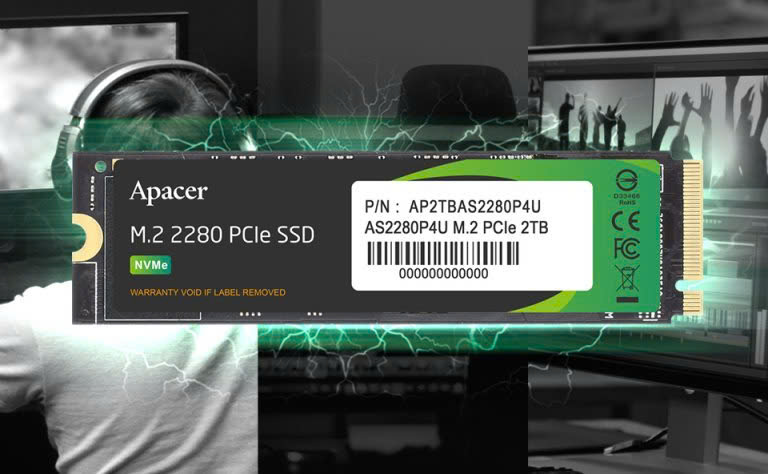 Apacer
M.2 2280 PCIe SSD
NVMe
WARRANTY VOID IF LABEL REMOVED
P/N : AP2TBAS2280P4U
AS2280P4U M.2 PCIe 2TB
000000000000
D33466
RoHS
CE
FC